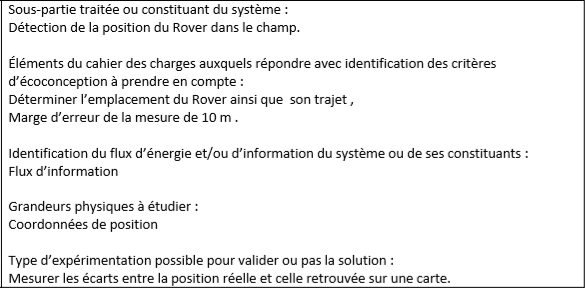 Sous-partie traitée ou constituant du système :
Détection de la position du Rover dans le champ.
Éléments du cahier des charges auxquels répondre avec identification des critères
d’écoconception à prendre en compte :
Déterminer l’emplacement du Rover ainsi que  son trajet ,
Marge d’erreur de la mesure de 10 m .
Identification du flux d’énergie et/ou d’information du système ou de ses constituants :
Flux d’information
Grandeurs physiques à étudier :
Coordonnées de position
Type d’expérimentation possible pour valider ou pas la solution :
Mesurer les écarts entre la position réelle et celle retrouvée sur une carte.